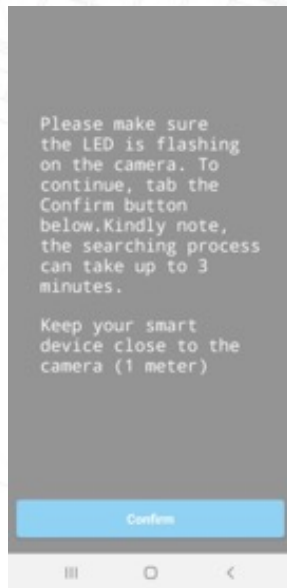 Please make sure
the LED is flashing
on the camera. To
continue, tab the
Confirm button
below.Kindly note,
the searching process
can take up to 3
minutes.
Keep your smart
device close to the
camera (1 meter)
Confirm